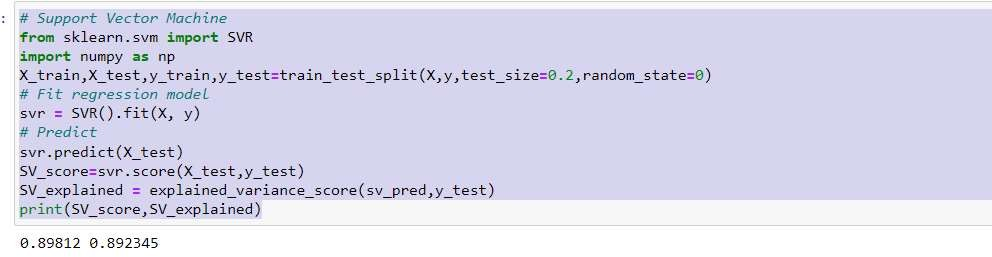 :
# Support Vector Machine
from sklearn.svm import SVR
import numpy as np
X_train,X_test,y_train,y_test=train_test_split(X,y,test_size=0.2,random_state=0)
# Fit regression model
svr = SVR().fit(X, y)
# Predict
svr.predict(X_test)
SV_score=svr.score(X_test,y_test)
SV_explained = explained_variance_score(sv_pred,y_test)
print(SV_score,SV_explained)
0.89812 0.892345